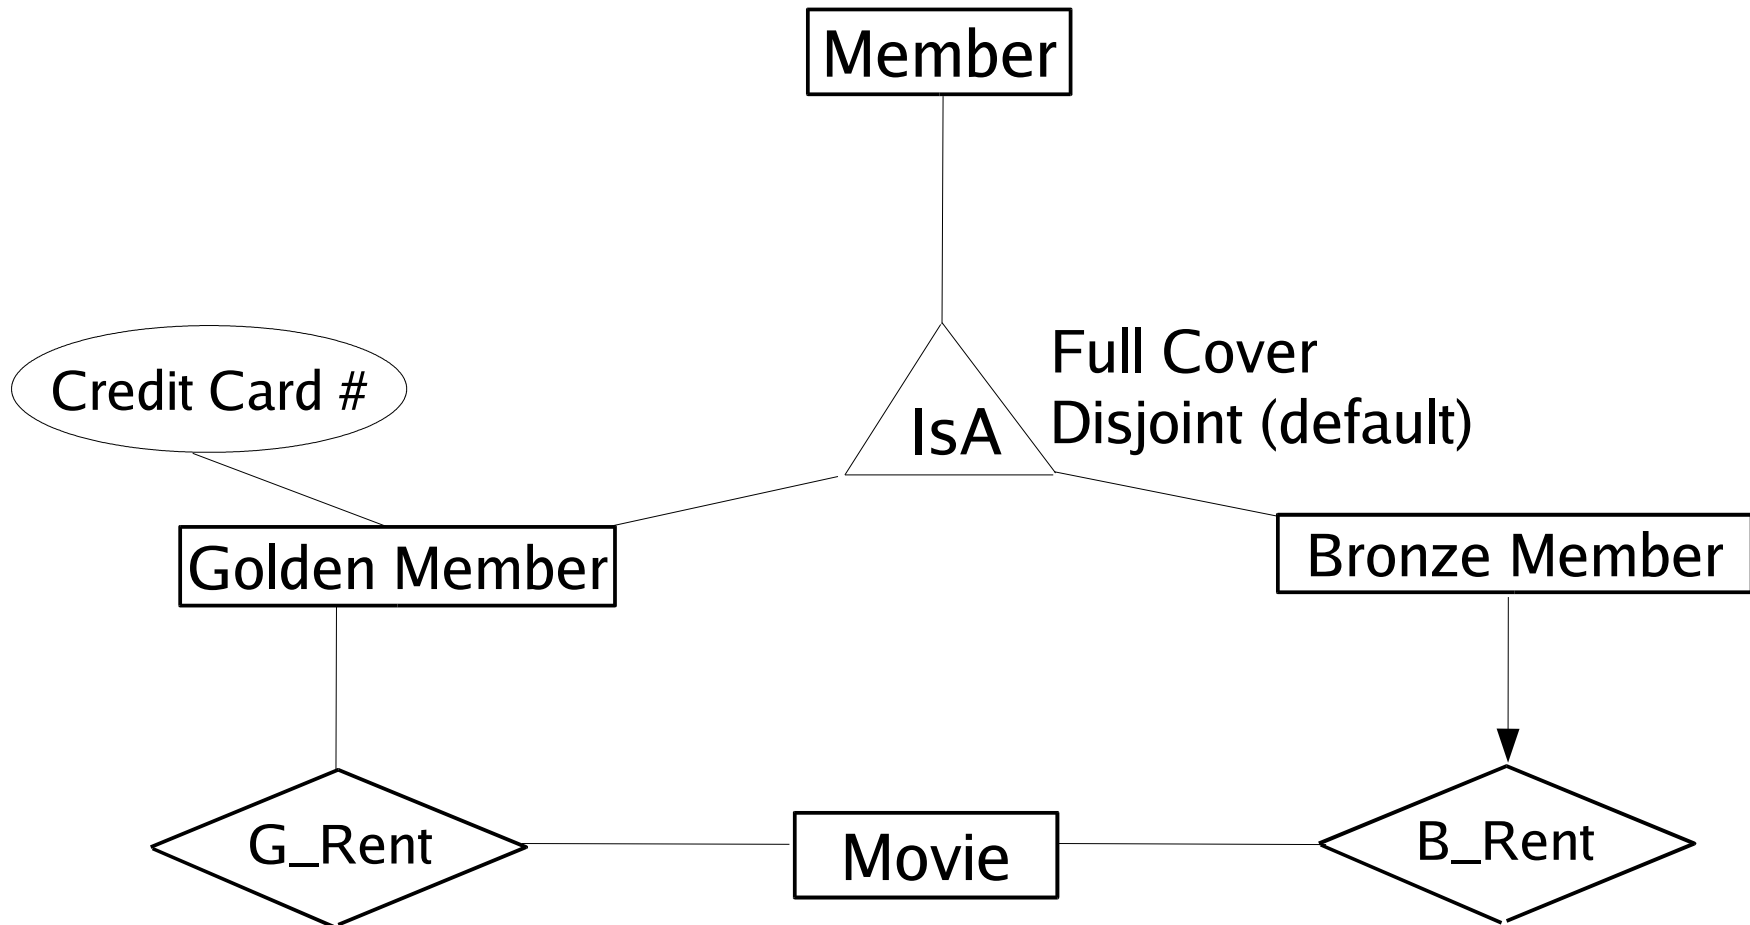 Member
Full Cover
Disjoint (default)
Credit Card #
IsA
Golden Member
Bronze Member
G_Rent
Movie
B_Rent